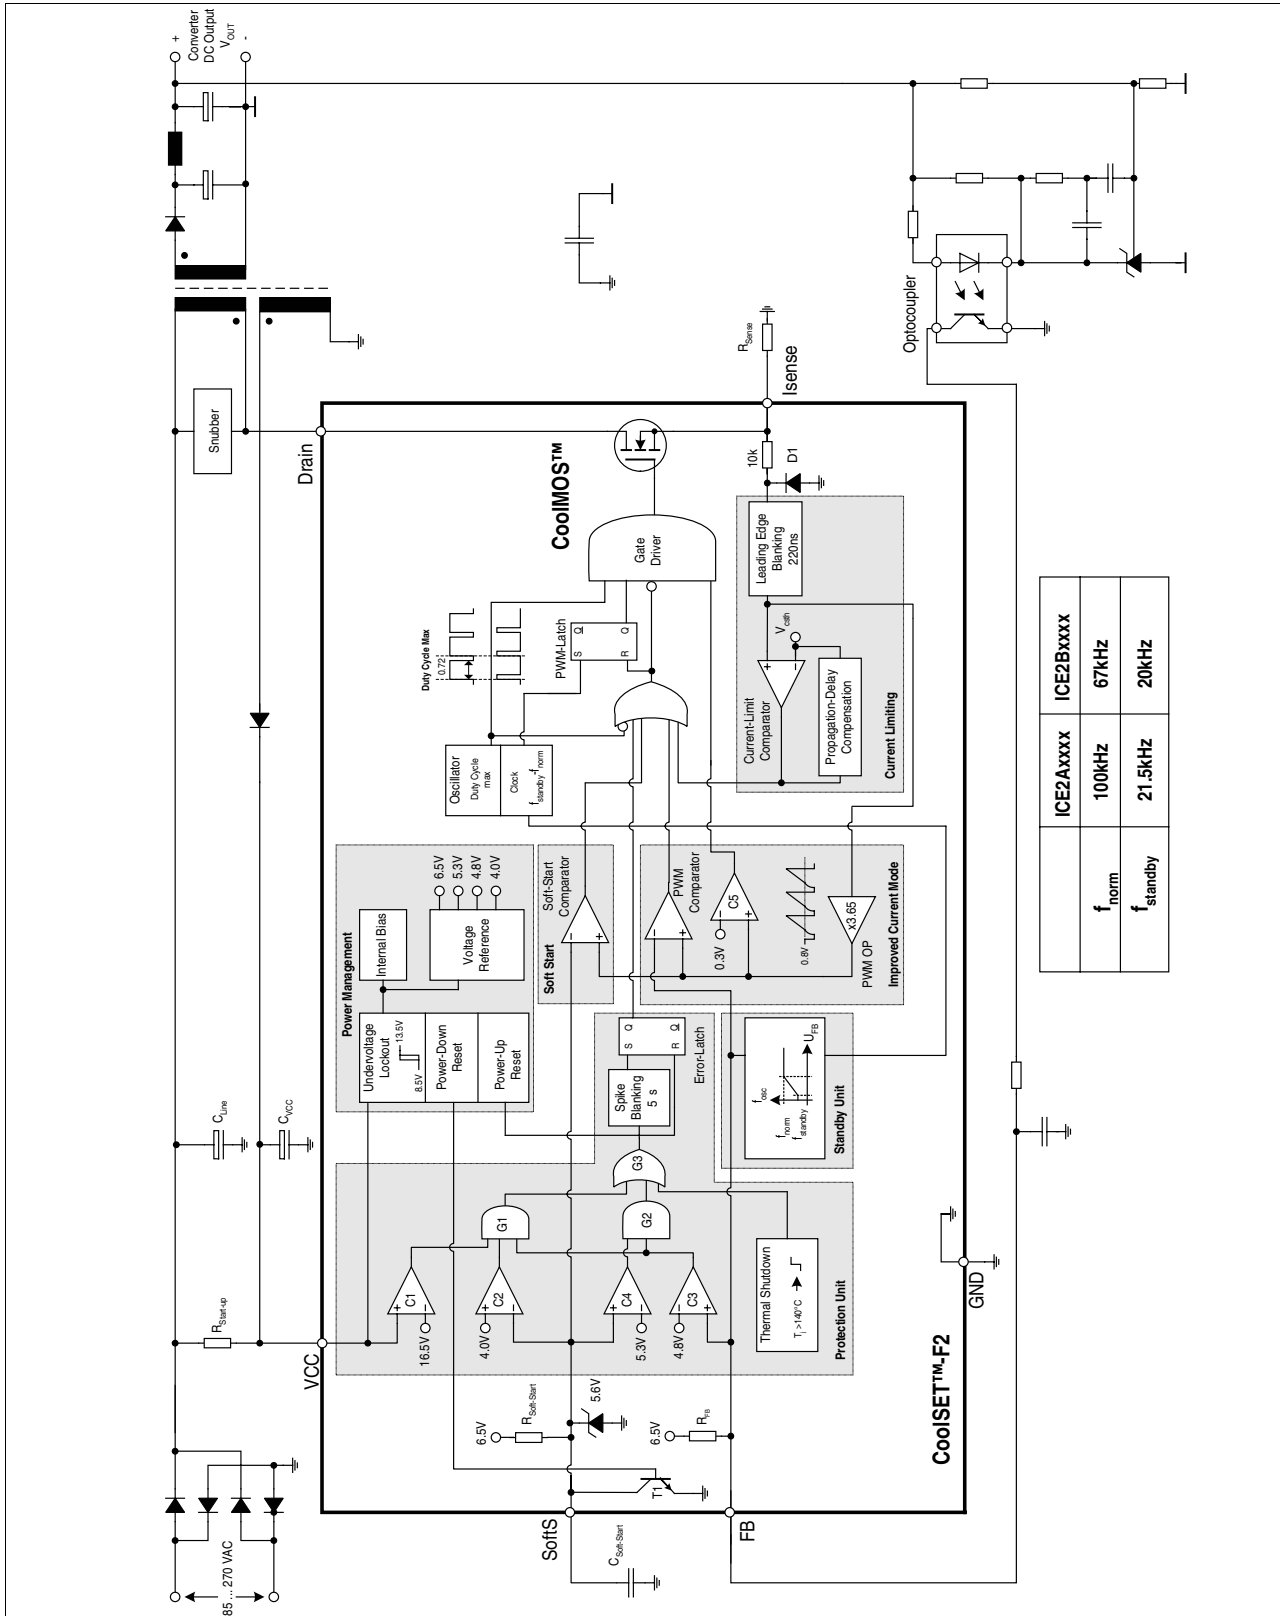 +
Converter
DC Output
V_OUT
-
Snubber
Drain
CoolMOS™
R_Sense
Isense
Optocoupler
10k
D1
Gate
Driver
Leading Edge
Blanking
220ns
Duty Cycle Max
0.72
PWM-Latch
S Q
R Q
Current-Limit
Comparator
V_csth
Propagation-Delay
Compensation
Current Limiting
Oscillator
Duty Cycle
max
Clock
f_standby-f_norm
ICE2Axxxx ICE2Bxxxx
f_norm 100kHz 67kHz
f_standby 21.5kHz 20kHz
Power Management
Internal Bias
Voltage
Reference
6.5V
5.3V
4.8V
4.0V
Undervoltage
Lockout
13.5V
8.5V
Power-Down
Reset
Power-Up
Reset
Soft Start
Soft-Start
Comparator
PWM
Comparator
C5
0.3V
0.8V
x3.65
PWM OP
Improved Current Mode
Spike
Blanking
5 s
S Q
R Q
Error-Latch
f_osc
f_norm
f_standby
U_FB
Standby Unit
C_Line
C_VCC
G3
G1
G2
C1
C2
C4
C3
16.5V
4.0V
5.3V
4.8V
Thermal Shutdown
T_j >140°C
Protection Unit
R_Start-up
VCC
GND
6.5V
R_Soft-Start
5.6V
6.5V
R_FB
T1
CoolSET™-F2
85 ... 270 VAC
SoftS
FB
C_Soft-Start